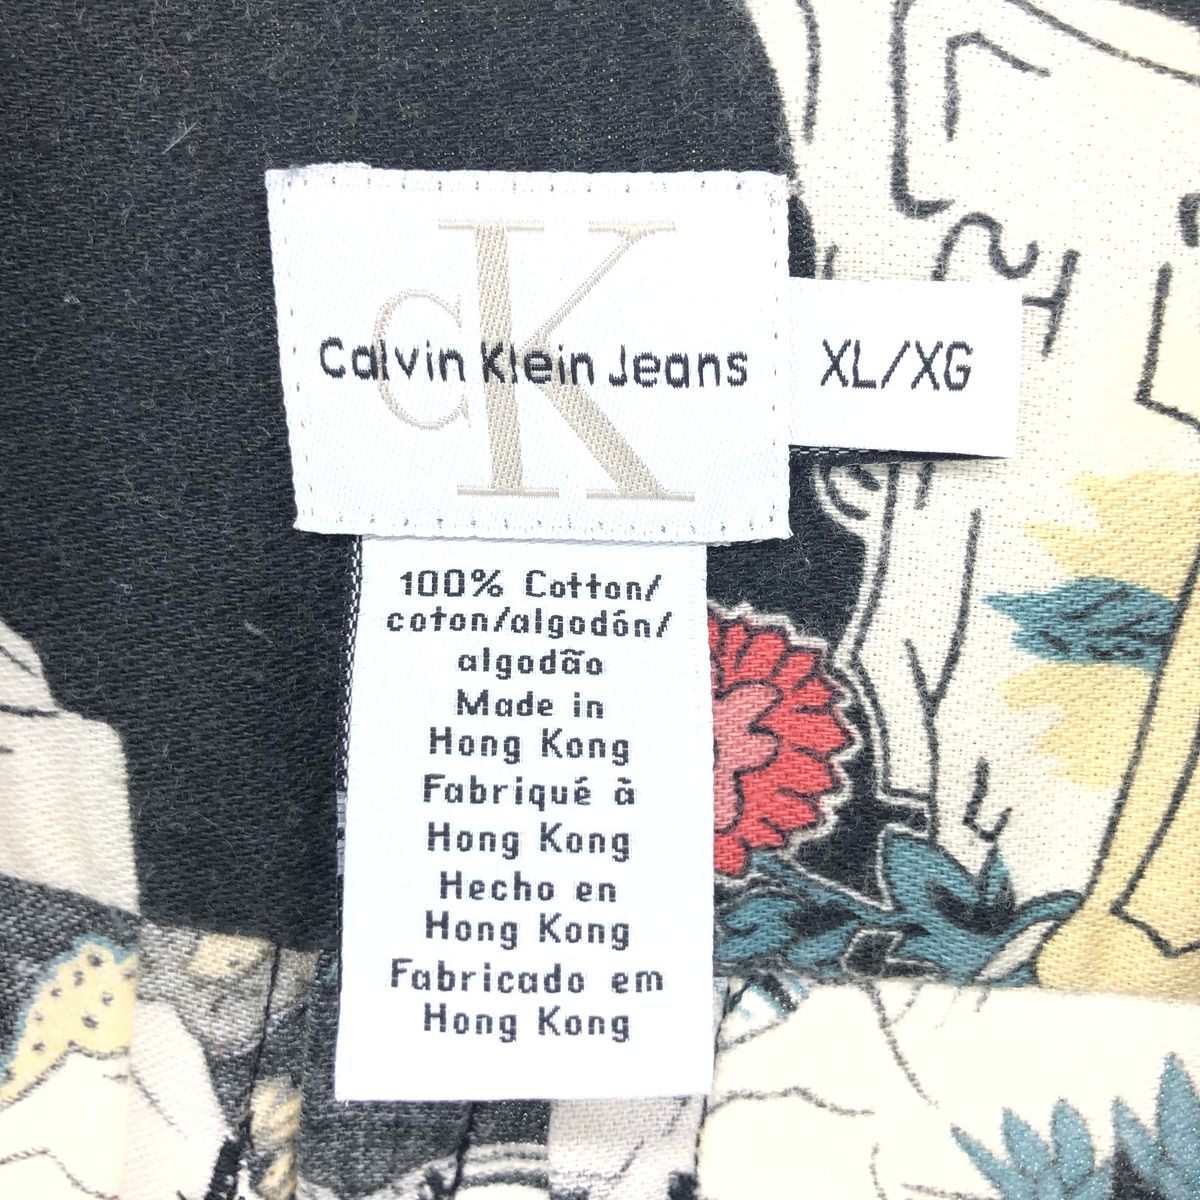 cK
Calvin Klein Jeans
XL/XG
100% Cotton/
coton/algodón/
algodão
Made in
Hong Kong
Fabriqué à
Hong Kong
Hecho en
Hong Kong
Fabricado em
Hong Kong